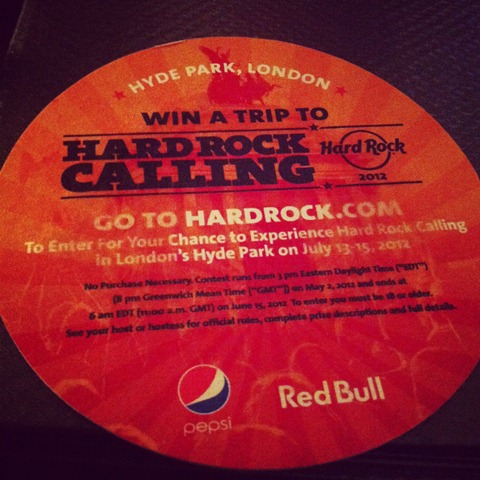 HYDE PARK, LONDON
WIN A TRIP TO
HARD ROCK
CALLING
Hard Rock
2012
GO TO HARDROCK.COM
To Enter For Your Chance to Experience Hard Rock Calling
in London's Hyde Park on July 13-15, 2012
No Purchase Necessary. Contest runs from 3 pm Eastern Daylight Time ("EDT")
(8 pm Greenwich Mean Time ("GMT")) on May 2, 2012 and ends at
6 am EDT (11:00 a.m. GMT) on June 15, 2012 To enter you must be 18 or older.
See your host or hostess for official rules, complete prize descriptions and full details.
pepsi
Red Bull